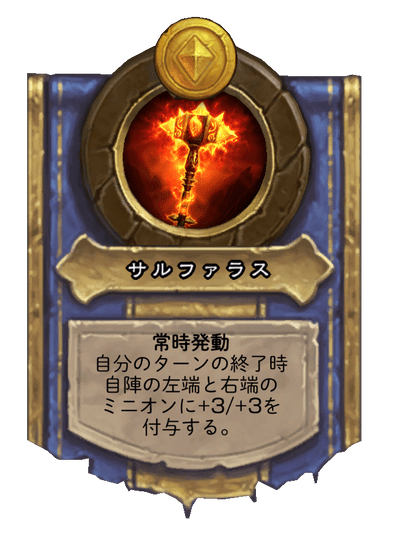 サルファラス
常時発動
自分のターンの終了時
自陣の左端と右端の
ミニオンに+3/+3を
付与する。